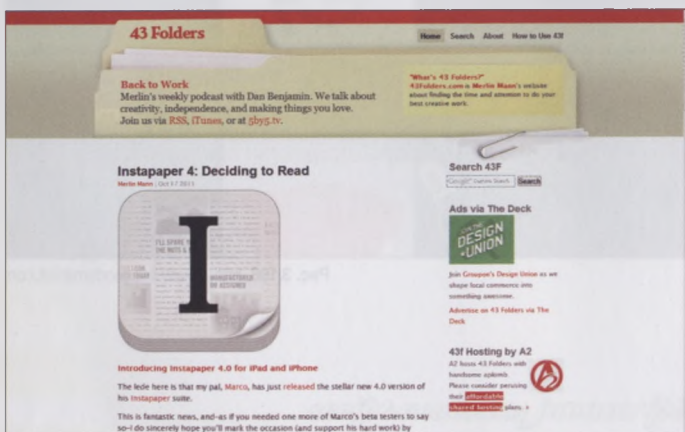 43 Folders
Home Search About How to Use 43f
Back to Work
Merlin's weekly podcast with Dan Benjamin. We talk about
creativity, independence, and making things you love.
Join us via RSS, iTunes, or at 5by5.tv.
"What's 43 Folders?"
43Folders.com is Merlin Mann's website
about finding the time and attention to do your
best creative work.
Instapaper 4: Deciding to Read
Merlin Mann | Oct 17 2011
I
Introducing Instapaper 4.0 for iPad and iPhone
The lede here is that my pal, Marco, has just released the stellar new 4.0 version of
his Instapaper suite.
This is fantastic news, and-as if you needed one more of Marco's beta testers to say
so-I do sincerely hope you'll mark the occasion (and support his hard work) by
Search 43F
Google Custom Search Search
Ads via The Deck
JOIN THE
DESIGN
UNION
Join Groupon's Design Union as we
shape local commerce into
something awesome.
Advertise on 43 Folders via The
Deck
43f Hosting by A2
A2 hosts 43 Folders with
handsome aplomb.
Please consider perusing
their affordable
shared hosting plans. »